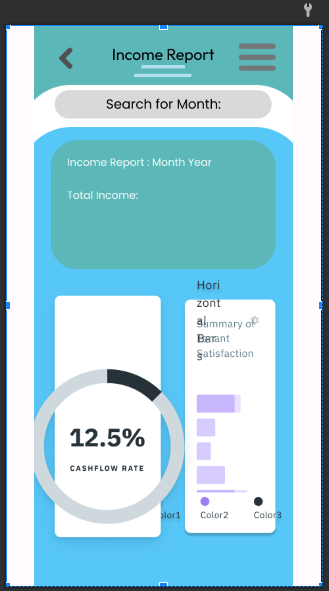 Income Report
Search for Month:
Income Report : Month Year
Total Income:
Hori
zont
al
Bar
s
Summary of
Tenant
Satisfaction
12.5%
CASHFLOW RATE
Color2
Color3